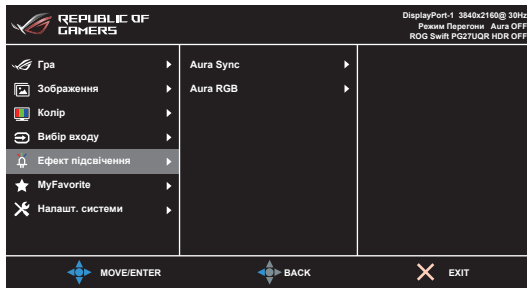 REPUBLIC OF
GAMERS
DisplayPort-1 3840x2160@ 30Hz
Режим Перегони Aura OFF
ROG Swift PG27UQR HDR OFF
Гра
Зображення
Колір
Вибір входу
Ефект підсвічення
MyFavorite
Налашт. системи
Aura Sync
Aura RGB
MOVE/ENTER
BACK
EXIT